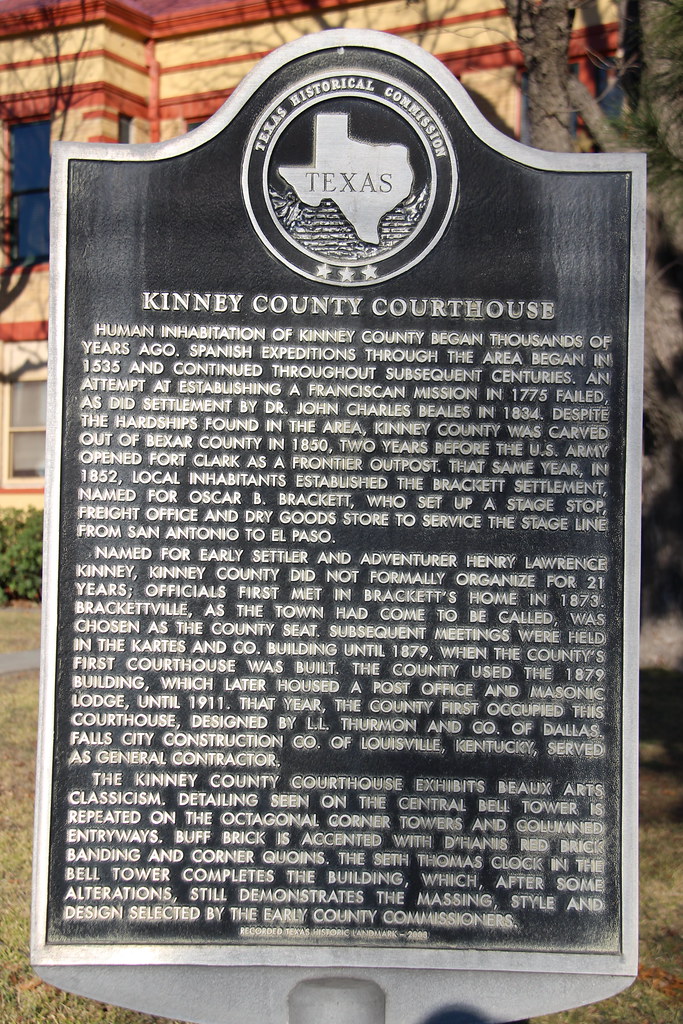 TEXAS HISTORICAL COMMISSION
TEXAS
KINNEY COUNTY COURTHOUSE
HUMAN INHABITATION OF KINNEY COUNTY BEGAN THOUSANDS OF
YEARS AGO. SPANISH EXPEDITIONS THROUGH THE AREA BEGAN IN
1535 AND CONTINUED THROUGHOUT SUBSEQUENT CENTURIES. AN
ATTEMPT AT ESTABLISHING A FRANCISCAN MISSION IN 1775 FAILED,
AS DID SETTLEMENT BY DR. JOHN CHARLES BEALES IN 1834. DESPITE
THE HARDSHIPS FOUND IN THE AREA, KINNEY COUNTY WAS CARVED
OUT OF BEXAR COUNTY IN 1850, TWO YEARS BEFORE THE U.S. ARMY
OPENED FORT CLARK AS A FRONTIER OUTPOST. THAT SAME YEAR, IN
1852, LOCAL INHABITANTS ESTABLISHED THE BRACKETT SETTLEMENT,
NAMED FOR OSCAR B. BRACKETT, WHO SET UP A STAGE STOP,
FREIGHT OFFICE AND DRY GOODS STORE TO SERVICE THE STAGE LINE
FROM SAN ANTONIO TO EL PASO.
NAMED FOR EARLY SETTLER AND ADVENTURER HENRY LAWRENCE
KINNEY, KINNEY COUNTY DID NOT FORMALLY ORGANIZE FOR 21
YEARS; OFFICIALS FIRST MET IN BRACKETT'S HOME IN 1873.
BRACKETTVILLE, AS THE TOWN HAD COME TO BE CALLED, WAS
CHOSEN AS THE COUNTY SEAT. SUBSEQUENT MEETINGS WERE HELD
IN THE KARTES AND CO. BUILDING UNTIL 1879, WHEN THE COUNTY'S
FIRST COURTHOUSE WAS BUILT. THE COUNTY USED THE 1879
BUILDING, WHICH LATER HOUSED A POST OFFICE AND MASONIC
LODGE, UNTIL 1911. THAT YEAR, THE COUNTY FIRST OCCUPIED THIS
COURTHOUSE, DESIGNED BY L.L. THURMON AND CO. OF DALLAS.
FALLS CITY CONSTRUCTION CO. OF LOUISVILLE, KENTUCKY, SERVED
AS GENERAL CONTRACTOR.
THE KINNEY COUNTY COURTHOUSE EXHIBITS BEAUX ARTS
CLASSICISM. DETAILING SEEN ON THE CENTRAL BELL TOWER IS
REPEATED ON THE OCTAGONAL CORNER TOWERS AND COLUMNED
ENTRYWAYS. BUFF BRICK IS ACCENTED WITH D'HANIS RED BRICK
BANDING AND CORNER QUOINS. THE SETH THOMAS CLOCK IN THE
BELL TOWER COMPLETES THE BUILDING, WHICH, AFTER SOME
ALTERATIONS, STILL DEMONSTRATES THE MASSING, STYLE AND
DESIGN SELECTED BY THE EARLY COUNTY COMMISSIONERS.
RECORDED TEXAS HISTORIC LANDMARK – 2003